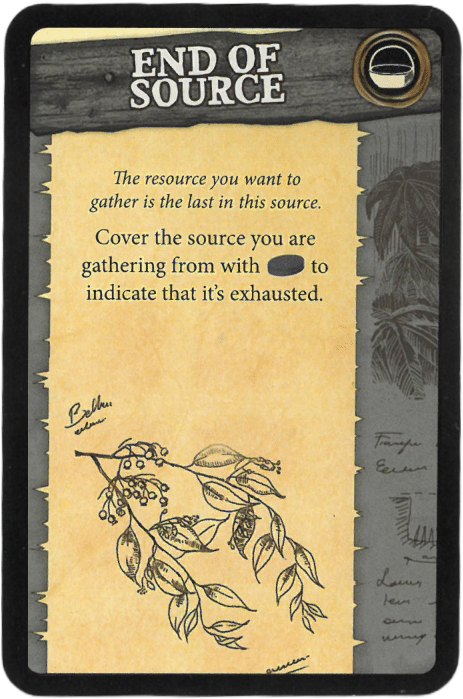 END OF
SOURCE
The resource you want to
gather is the last in this source.
Cover the source you are
gathering from with to
indicate that it's exhausted.